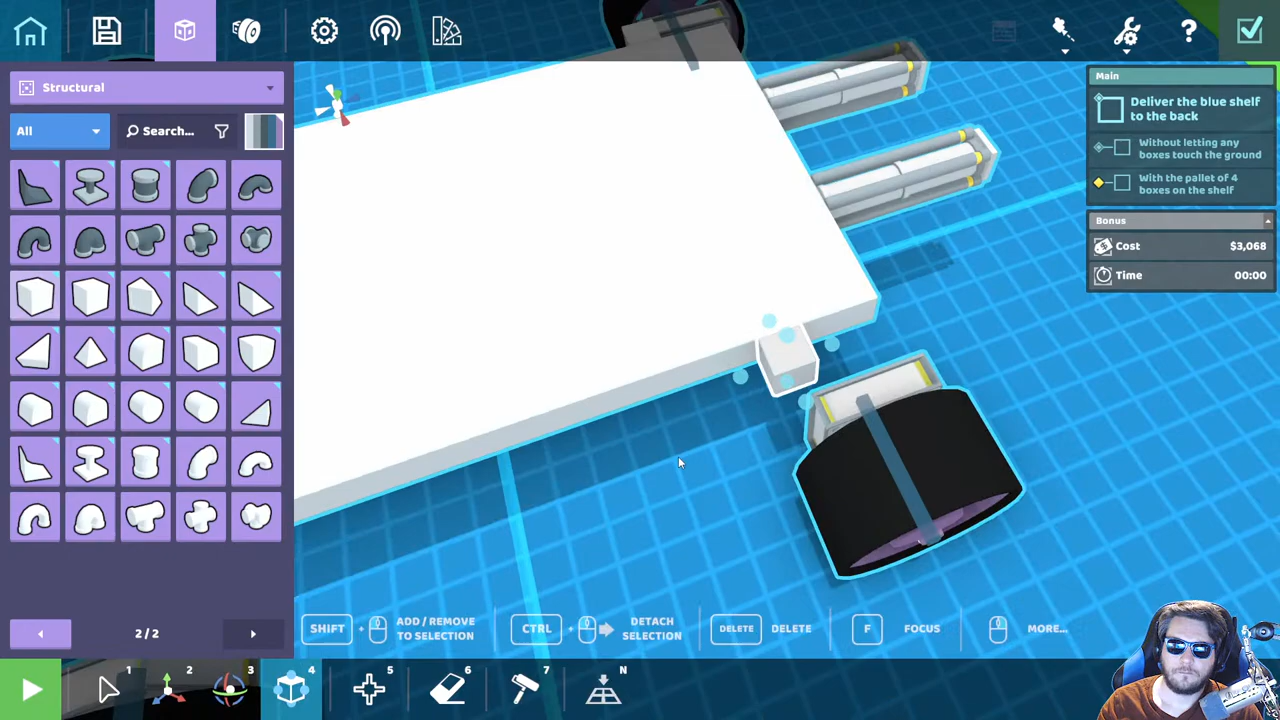 Structural
All
Search...
2/2
Main
Deliver the blue shelf
to the back
Without letting any
boxes touch the ground
With the pallet of 4
boxes on the shelf
Bonus
Cost
$3,068
Time
00:00
SHIFT
+
ADD / REMOVE
TO SELECTION
CTRL
+
DETACH
SELECTION
DELETE
DELETE
F
FOCUS
MORE...
1
2
3
4
5
6
7
N